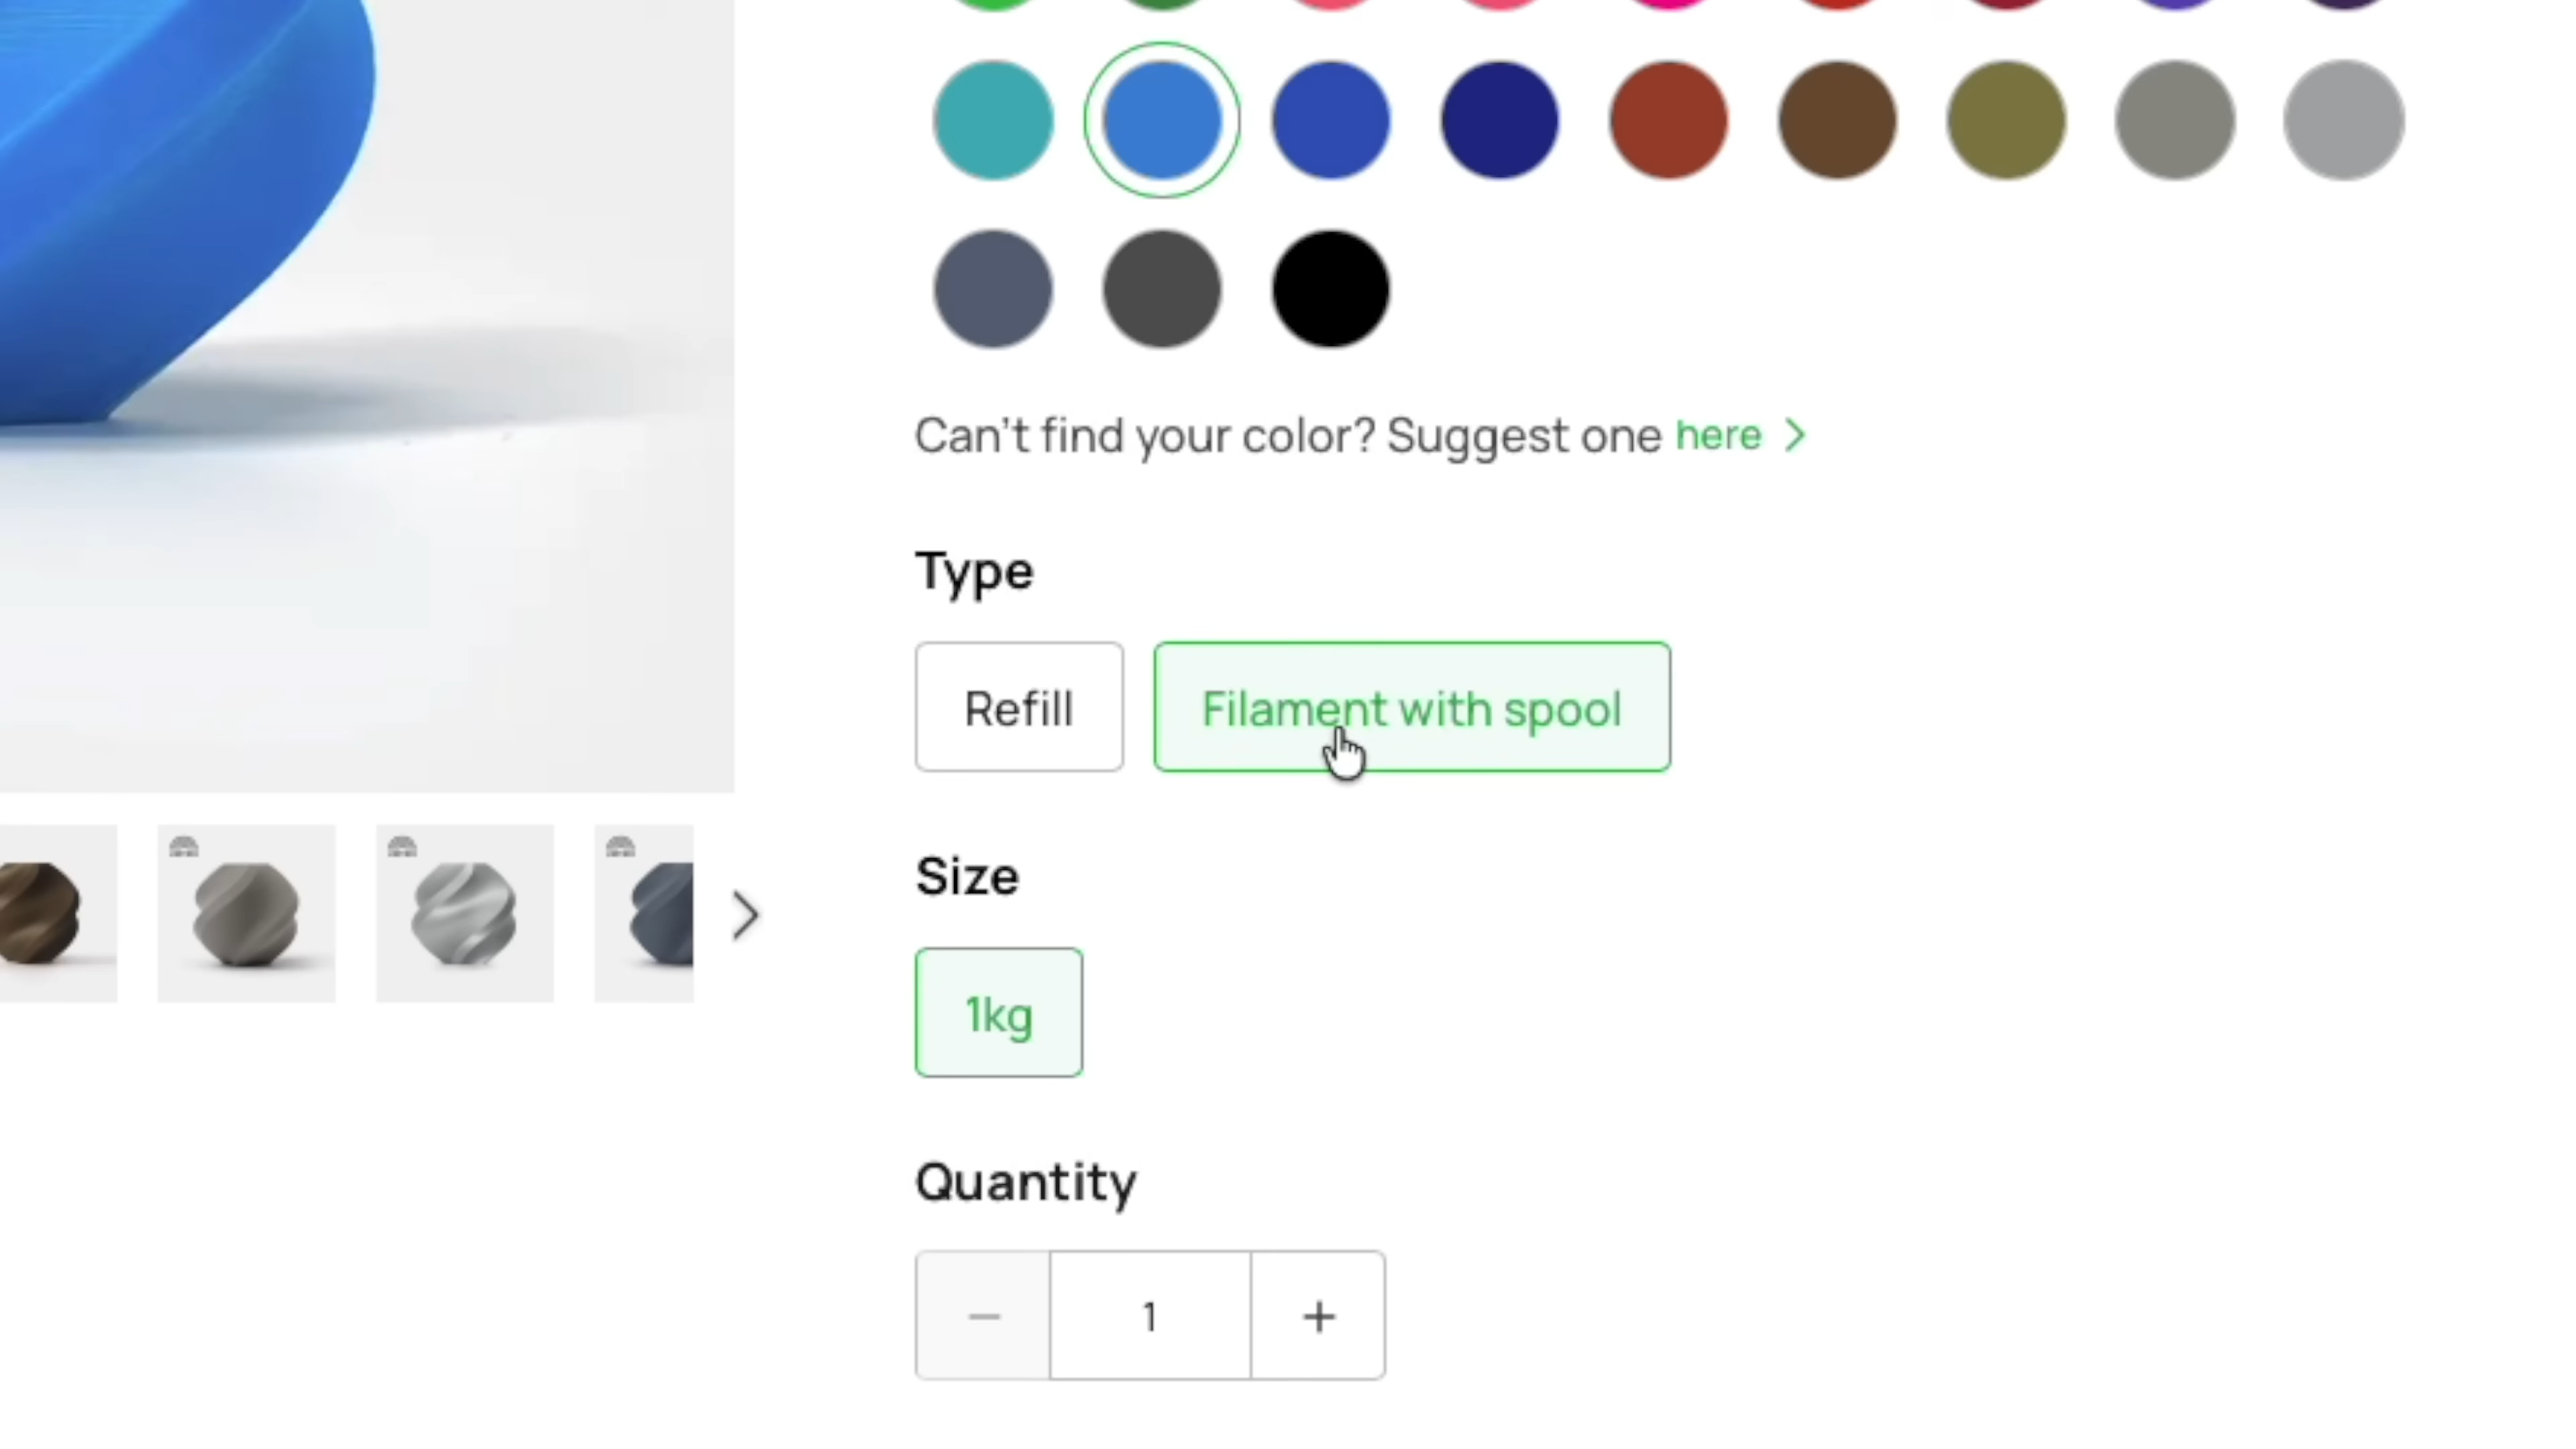 Can't find your color? Suggest one here >
Type
Refill
Filament with spool
Size
1kg
Quantity
− 1 +